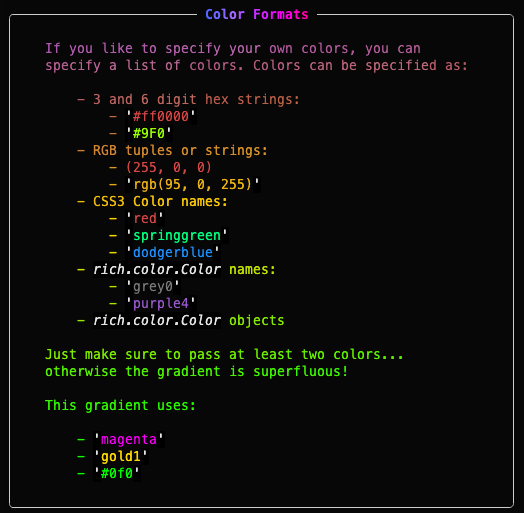 Color Formats
If you like to specify your own colors, you can
specify a list of colors. Colors can be specified as:
- 3 and 6 digit hex strings:
- '#ff0000'
- '#9F0'
- RGB tuples or strings:
- (255, 0, 0)
- 'rgb(95, 0, 255)'
- CSS3 Color names:
- 'red'
- 'springgreen'
- 'dodgerblue'
- rich.color.Color names:
- 'grey0'
- 'purple4'
- rich.color.Color objects
Just make sure to pass at least two colors...
otherwise the gradient is superfluous!
This gradient uses:
- 'magenta'
- 'gold1'
- '#0f0'